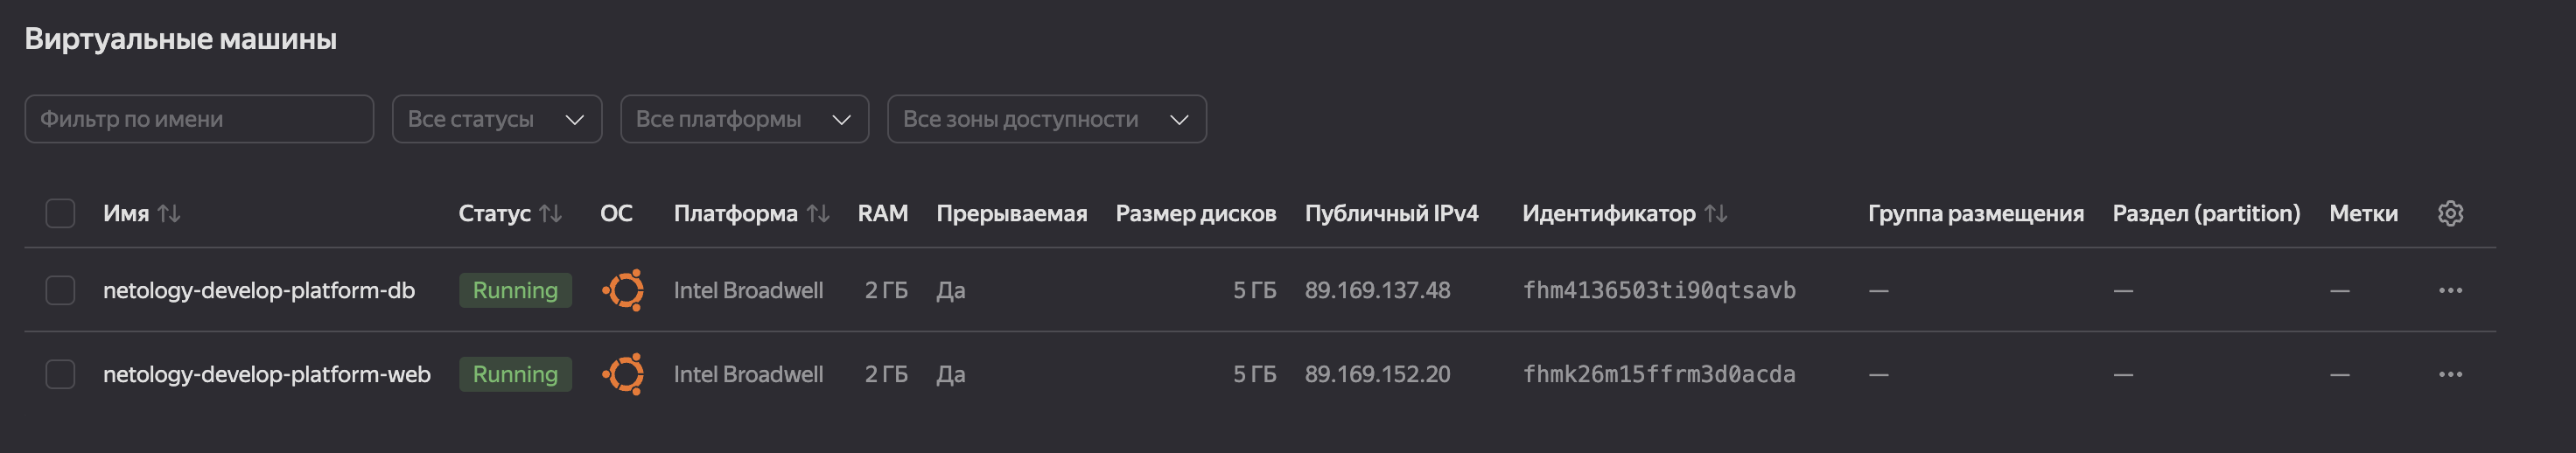 Виртуальные машины
Фильтр по имени Все статусы Все платформы Все зоны доступности
Имя Статус ОС Платформа RAM Прерываемая Размер дисков Публичный IPv4 Идентификатор Группа размещения Раздел (partition) Метки
netology-develop-platform-db Running Intel Broadwell 2 ГБ Да 5 ГБ 89.169.137.48 fhm4136503ti90qtsavb — — —
netology-develop-platform-web Running Intel Broadwell 2 ГБ Да 5 ГБ 89.169.152.20 fhmk26m15ffrm3d0acda — — —